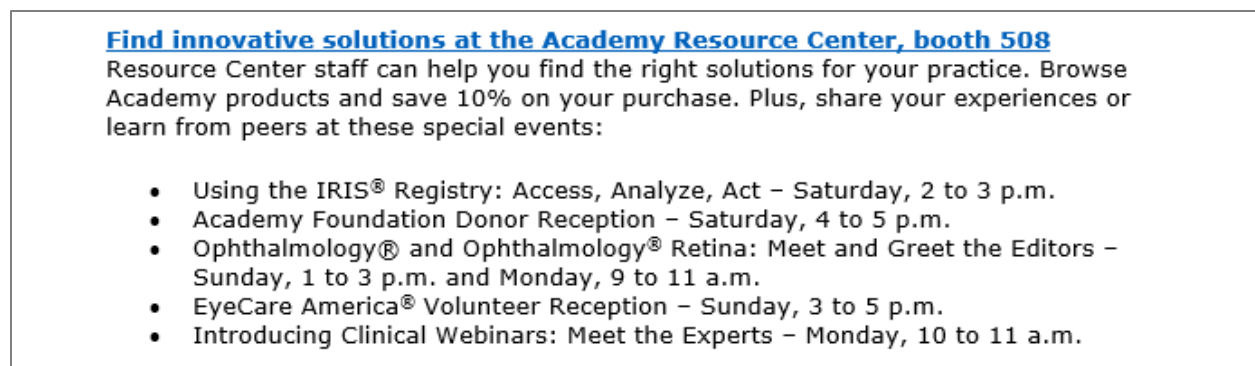 Find innovative solutions at the Academy Resource Center, booth 508
Resource Center staff can help you find the right solutions for your practice. Browse
Academy products and save 10% on your purchase. Plus, share your experiences or
learn from peers at these special events:
• Using the IRIS® Registry: Access, Analyze, Act – Saturday, 2 to 3 p.m.
• Academy Foundation Donor Reception – Saturday, 4 to 5 p.m.
• Ophthalmology® and Ophthalmology® Retina: Meet and Greet the Editors –
Sunday, 1 to 3 p.m. and Monday, 9 to 11 a.m.
• EyeCare America® Volunteer Reception – Sunday, 3 to 5 p.m.
• Introducing Clinical Webinars: Meet the Experts – Monday, 10 to 11 a.m.